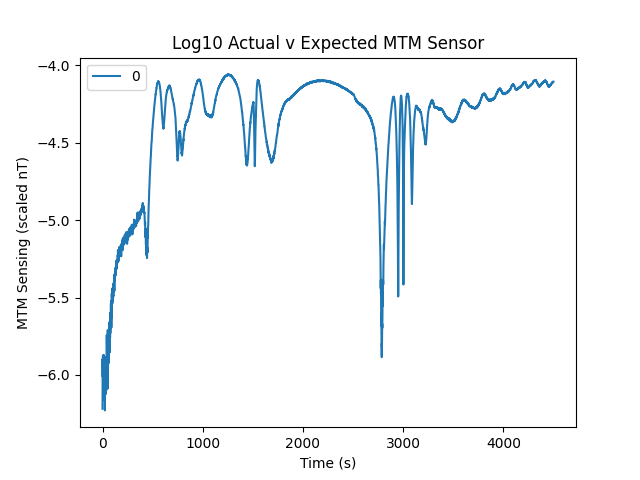 Log10 Actual v Expected MTM Sensor
0
MTM Sensing (scaled nT)
−4.0
−4.5
−5.0
−5.5
−6.0
0 1000 2000 3000 4000
Time (s)